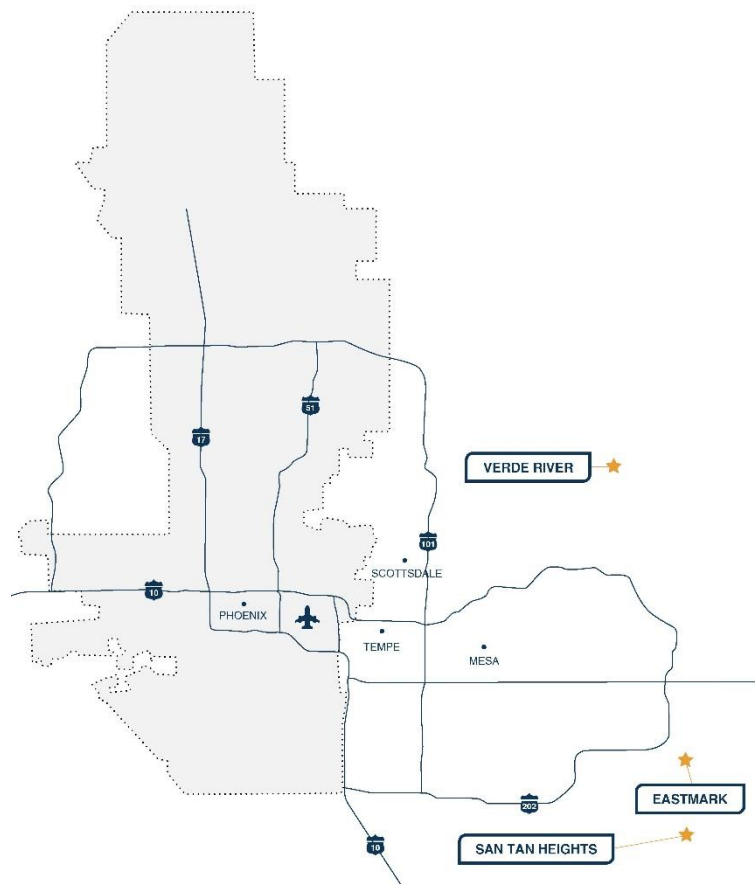 51
17
VERDE RIVER
101
SCOTTSDALE
10
PHOENIX
TEMPE
MESA
EASTMARK
202
SAN TAN HEIGHTS
10